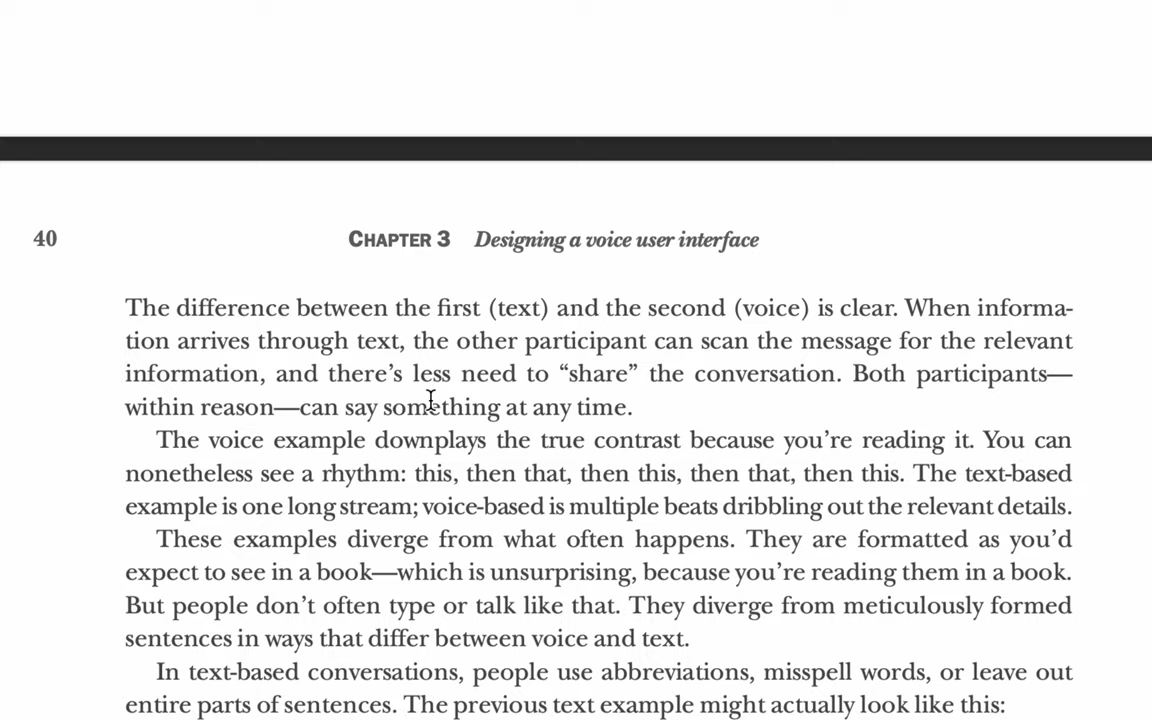 40 CHAPTER 3 Designing a voice user interface
The difference between the first (text) and the second (voice) is clear. When informa-
tion arrives through text, the other participant can scan the message for the relevant
information, and there’s less need to “share” the conversation. Both participants—
within reason—can say something at any time.
The voice example downplays the true contrast because you’re reading it. You can
nonetheless see a rhythm: this, then that, then this, then that, then this. The text-based
example is one long stream; voice-based is multiple beats dribbling out the relevant details.
These examples diverge from what often happens. They are formatted as you’d
expect to see in a book—which is unsurprising, because you’re reading them in a book.
But people don’t often type or talk like that. They diverge from meticulously formed
sentences in ways that differ between voice and text.
In text-based conversations, people use abbreviations, misspell words, or leave out
entire parts of sentences. The previous text example might actually look like this: